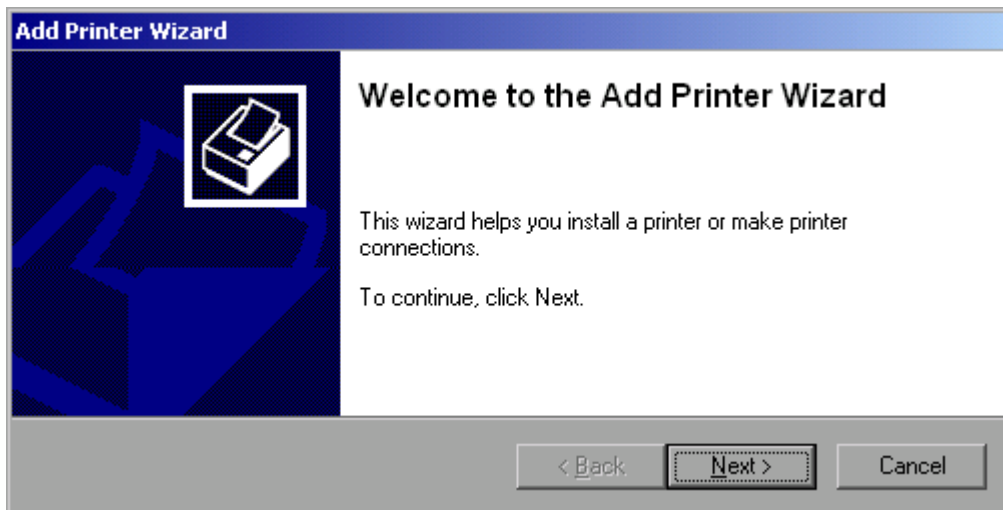 Add Printer Wizard
Welcome to the Add Printer Wizard
This wizard helps you install a printer or make printer
connections.
To continue, click Next.
< Back
Next >
Cancel